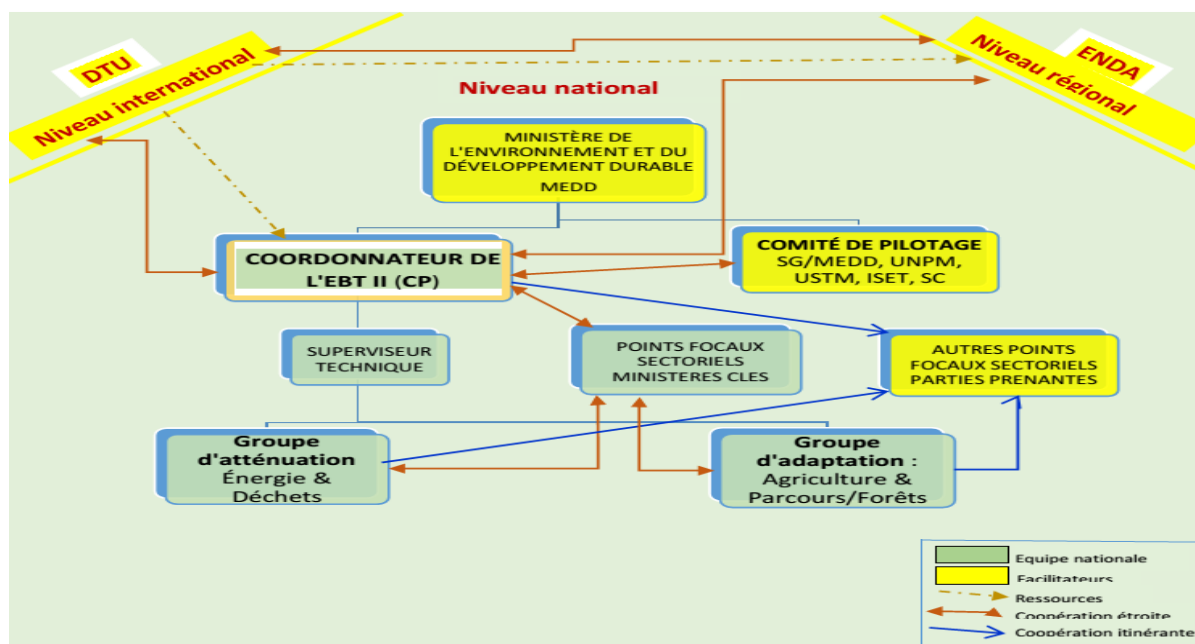 DTU
Niveau international
Niveau national
ENDA
Niveau régional
MINISTÈRE DE
L'ENVIRONNEMENT ET DU
DÉVELOPPEMENT DURABLE
MEDD
COORDONNATEUR DE
L'EBT II (CP)
COMITÉ DE PILOTAGE
SG/MEDD, UNPM,
USTM, ISET, SC
SUPERVISEUR
TECHNIQUE
POINTS FOCAUX
SECTORIELS
MINISTERES CLES
AUTRES POINTS
FOCAUX SECTORIELS
PARTIES PRENANTES
Groupe
d'atténuation
Énergie &
Déchets
Groupe
d'adaptation :
Agriculture &
Parcours/Forêts
Equipe nationale
Facilitateurs
Ressources
Coopération étroite
Coopération itinérante